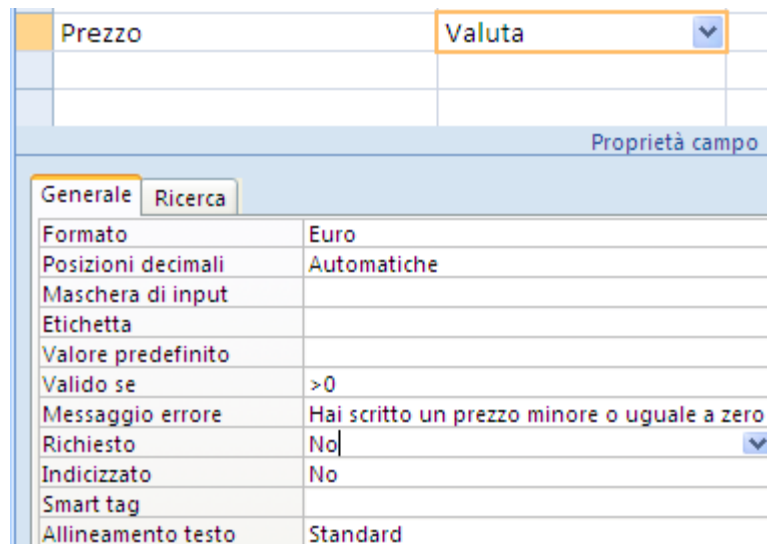 Prezzo Valuta
Proprietà campo
Generale Ricerca
Formato Euro
Posizioni decimali Automatiche
Maschera di input
Etichetta
Valore predefinito
Valido se >0
Messaggio errore Hai scritto un prezzo minore o uguale a zero
Richiesto No
Indicizzato No
Smart tag
Allineamento testo Standard